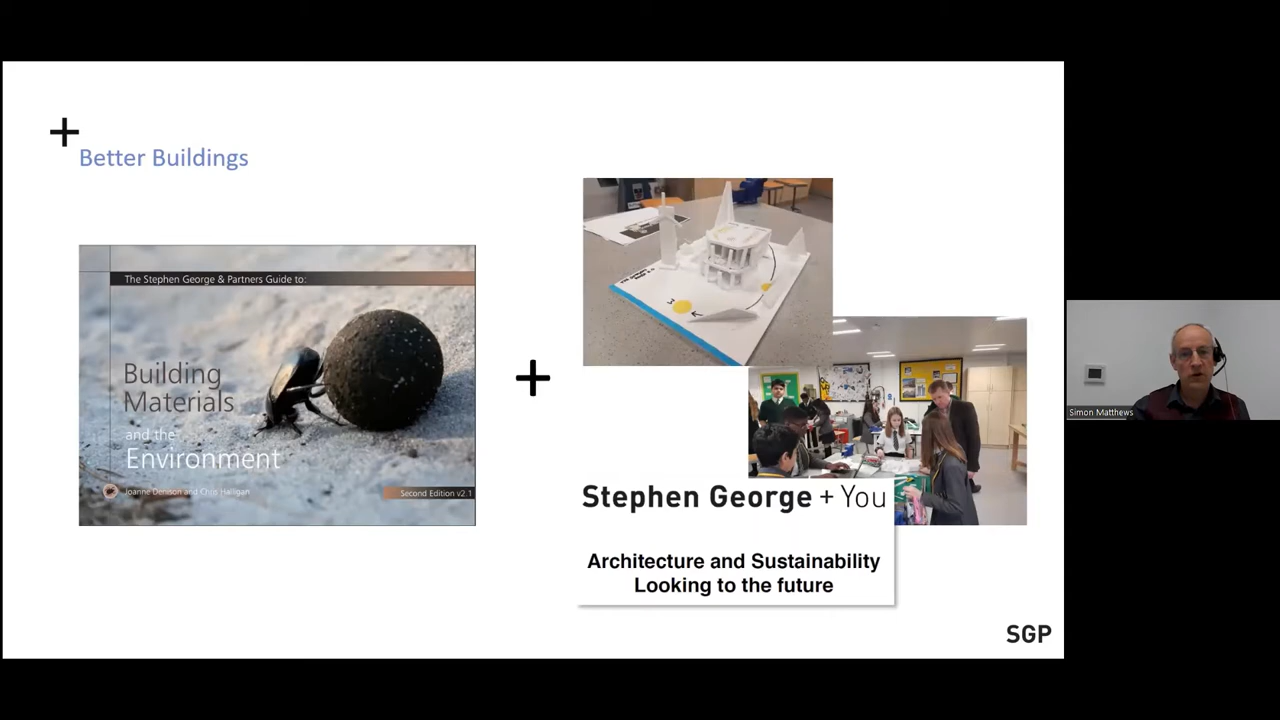 +
Better Buildings
The Stephen George & Partners Guide to:
Building
Materials
and the
Environment
Joanne Denison and Chris Halligan
Second Edition v2.1
+
Stephen George + You
Architecture and Sustainability
Looking to the future
SGP
Simon Matthews